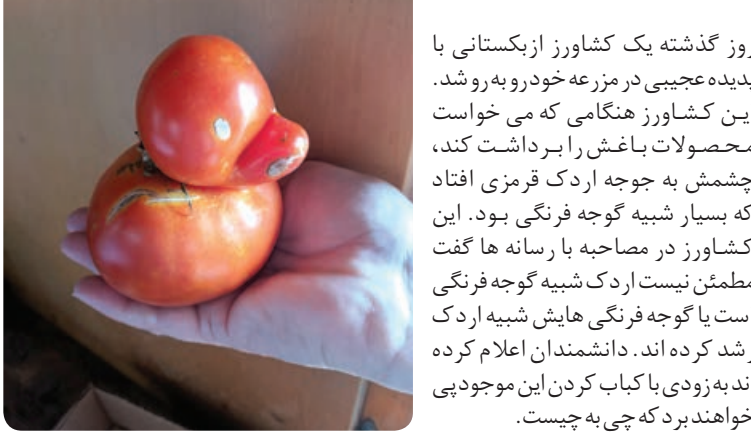 روز گذشته یک کشاورز ازبکستانی با
پدیده عجیبی در مزرعه خود روبه رو شد.
این کشاورز هنگامی که می خواست
محصولات باغش را برداشت کند،
چشمش به جوجه اردک قرمزی افتاد
که بسیار شبیه گوجه فرنگی بود. این
کشاورز در مصاحبه با رسانه ها گفت
مطمئن نیست اردک شبیه گوجه فرنگی
ست یا گوجه فرنگی هایش شبیه اردک
رشد کرده اند. دانشمندان اعلام کرده
ند به زودی با کباب کردن این موجود پی
خواهند برد که چی به چیست.